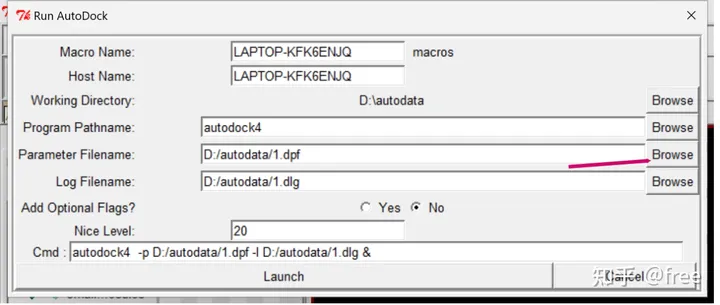 Run AutoDock
Macro Name: LAPTOP-KFK6ENJQ macros
Host Name: LAPTOP-KFK6ENJQ
Working Directory: D:\autodata Browse
Program Pathname: autodock4 Browse
Parameter Filename: D:/autodata/1.dpf Browse
Log Filename: D:/autodata/1.dlg Browse
Add Optional Flags? Yes No
Nice Level: 20
Cmd : autodock4 -p D:/autodata/1.dpf -l D:/autodata/1.dlg &
Launch Cancel
知乎 @free